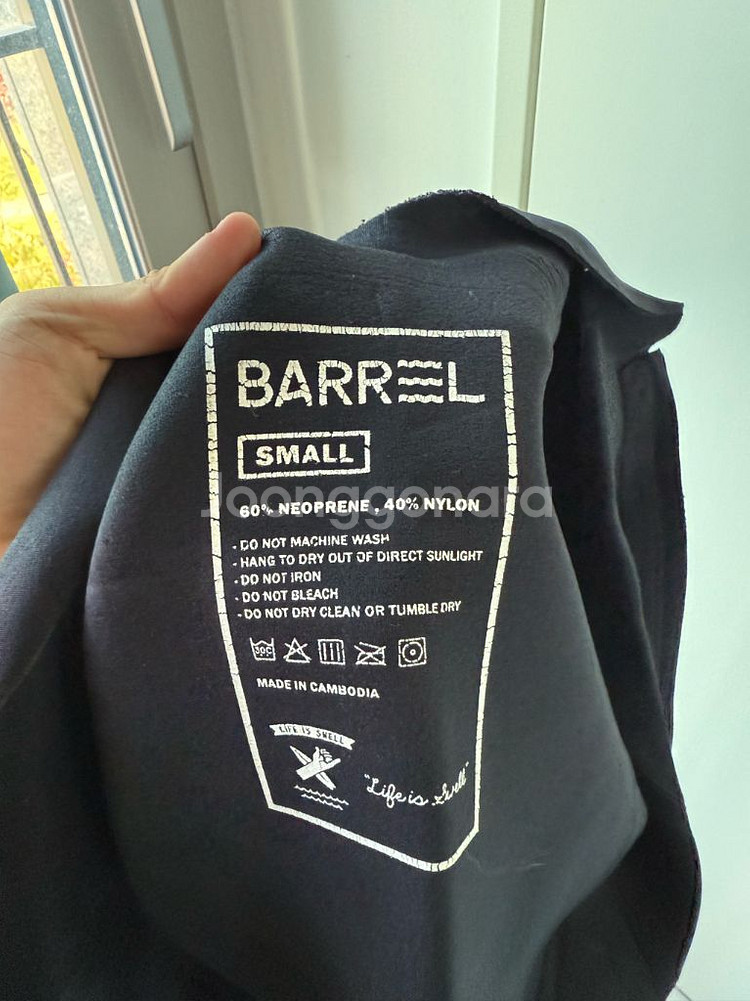 BARREL
SMALL
Joonggonara
60% NEOPRENE , 40% NYLON
- DO NOT MACHINE WASH
- HANG TO DRY OUT OF DIRECT SUNLIGHT
- DO NOT IRON
- DO NOT BLEACH
- DO NOT DRY CLEAN OR TUMBLE DRY
30C
MADE IN CAMBODIA
LIFE IS SWELL
"Life is Swell"